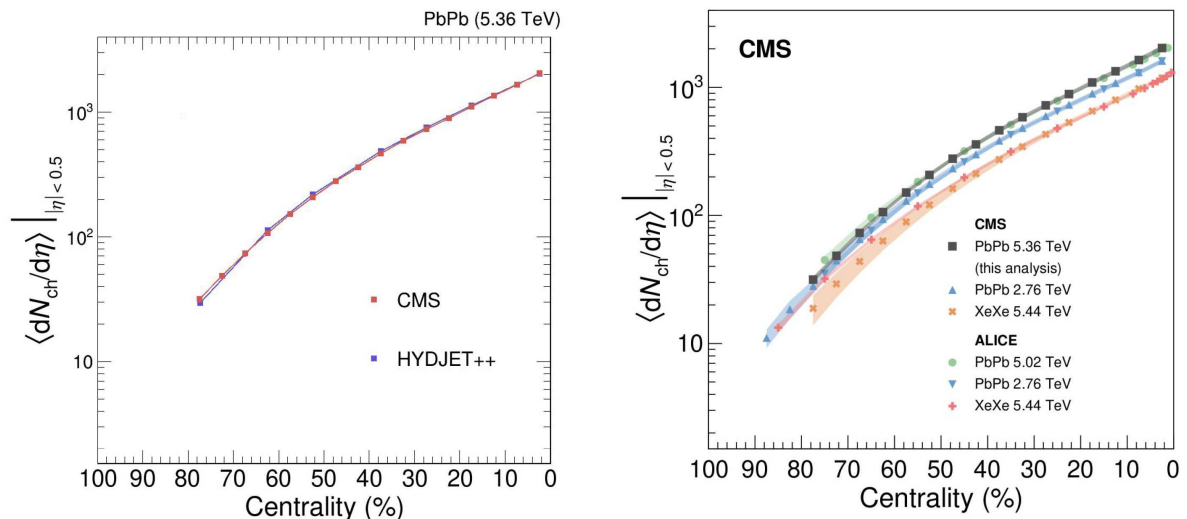 PbPb (5.36 TeV)
⟨dN_ch/dη⟩| |η|<0.5
10³
10²
10
CMS
HYDJET++
100 90 80 70 60 50 40 30 20 10 0
Centrality (%)
CMS
⟨dN_ch/dη⟩| |η|<0.5
10³
10²
10
CMS
PbPb 5.36 TeV
(this analysis)
PbPb 2.76 TeV
XeXe 5.44 TeV
ALICE
PbPb 5.02 TeV
PbPb 2.76 TeV
XeXe 5.44 TeV
100 90 80 70 60 50 40 30 20 10 0
Centrality (%)